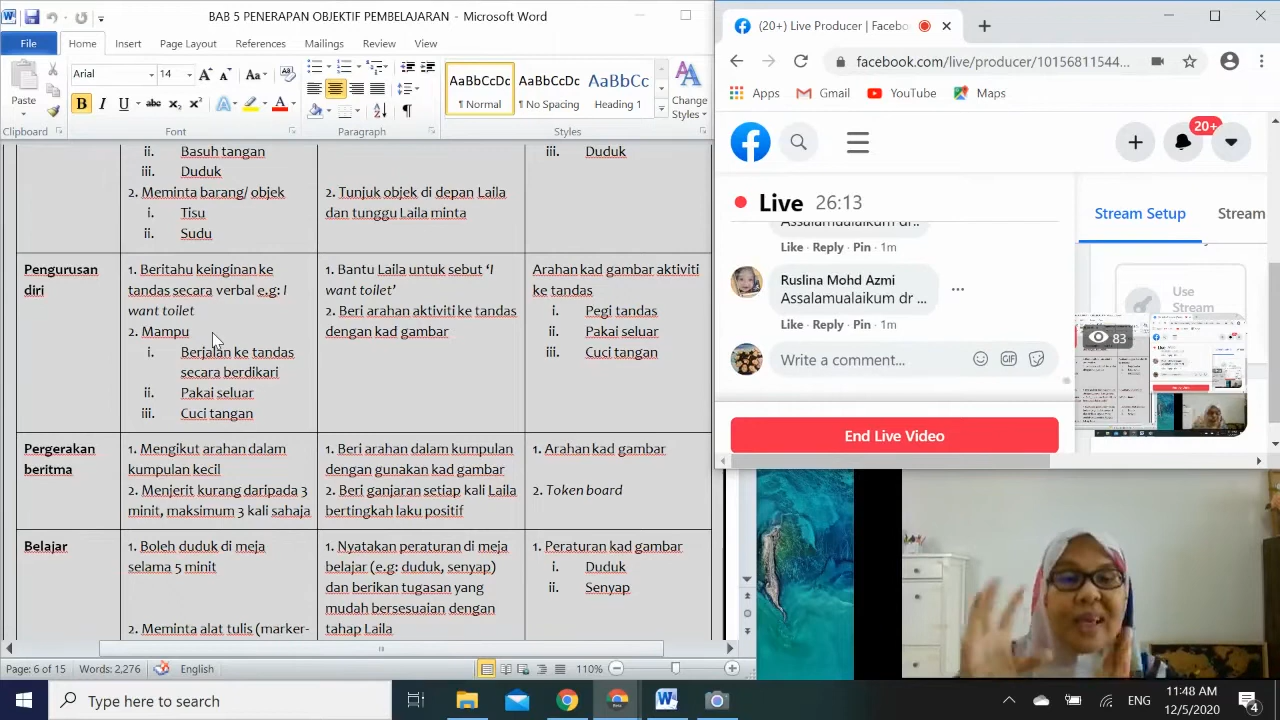 BAB 5 PENERAPAN OBJEKTIF PEMBELAJARAN - Microsoft Word
File Home Insert Page Layout References Mailings Review View
Arial 14
Paste
AaBbCcDc AaBbCcDc AaBbCc
¶ Normal ¶ No Spacing Heading 1
Change
Styles
Clipboard Font Paragraph Styles
ii. Basuh tangan
iii. Duduk
2. Meminta barang/ objek
i. Tisu
ii. Sudu
2. Tunjuk objek di depan Laila
dan tunggu Laila minta
iii. Duduk
Pengurusan
diri
1. Beritahu keinginan ke
tandas secara verbal e.g: I
want toilet
2. Mampu
i. Berjalan ke tandas
secara berdikari
ii. Pakai seluar
iii. Cuci tangan
1. Bantu Laila untuk sebut ‘I
want toilet’
2. Beri arahan aktiviti ke tandas
dengan kad gambar
Arahan kad gambar aktiviti
ke tandas
i. Pegi tandas
ii. Pakai seluar
iii. Cuci tangan
Pergerakan
beritma
1. Mengikut arahan dalam
kumpulan kecil
2. Menjerit kurang daripada 3
minit, maksimum 3 kali sahaja
1. Beri arahan dalam kumpulan
dengan gunakan kad gambar
2. Beri ganjaran setiap kali Laila
bertingkah laku positif
1. Arahan kad gambar
2. Token board
Belajar
1. Boleh duduk di meja
selama 5 minit
2. Meminta alat tulis (marker-
1. Nyatakan peraturan di meja
belajar (e.g: duduk, senyap)
dan berikan tugasan yang
mudah bersesuaian dengan
tahap Laila
1. Peraturan kad gambar
i. Duduk
ii. Senyap
Page: 6 of 15 Words: 2,276 English 110%
(20+) Live Producer | Facebo
facebook.com/live/producer/10156811544...
Apps Gmail YouTube Maps
20+
Live 26:13
Assalamualaikum dr..
Like · Reply · Pin · 1m
Ruslina Mohd Azmi
Assalamualaikum dr ...
Like · Reply · Pin · 1m
Write a comment...
GIF
End Live Video
Stream Setup Stream
Use
Stream
83
Type here to search
ENG
11:48 AM
12/5/2020
4